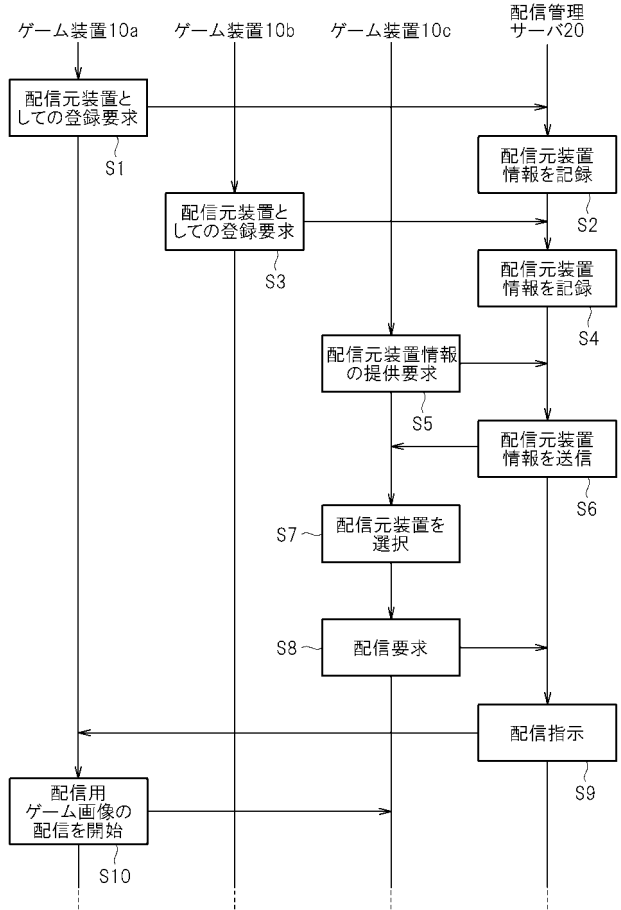 ゲーム装置10a
ゲーム装置10b
ゲーム装置10c
配信管理
サーバ20
配信元装置と
しての登録要求
S1
配信元装置
情報を記録
S2
配信元装置と
しての登録要求
S3
配信元装置
情報を記録
S4
配信元装置情報
の提供要求
S5
配信元装置
情報を送信
S6
配信元装置を
選択
S7
配信要求
S8
配信指示
S9
配信用
ゲーム画像の
配信を開始
S10